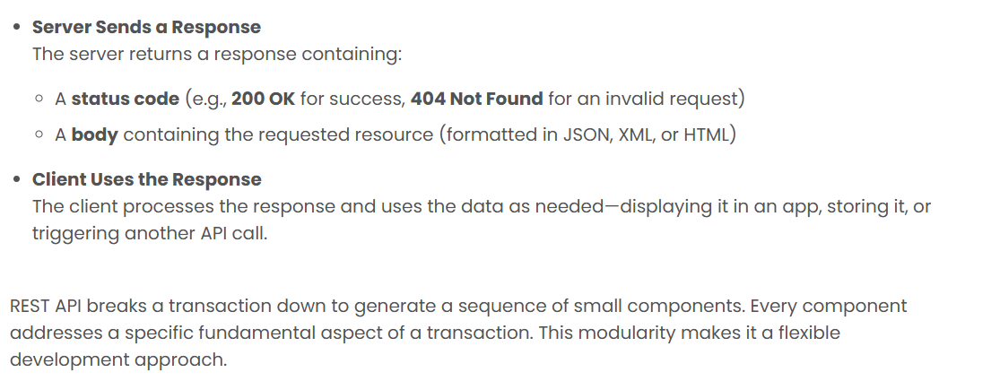 • Server Sends a Response
The server returns a response containing:
○ A status code (e.g., 200 OK for success, 404 Not Found for an invalid request)
○ A body containing the requested resource (formatted in JSON, XML, or HTML)
• Client Uses the Response
The client processes the response and uses the data as needed—displaying it in an app, storing it, or
triggering another API call.
REST API breaks a transaction down to generate a sequence of small components. Every component
addresses a specific fundamental aspect of a transaction. This modularity makes it a flexible
development approach.